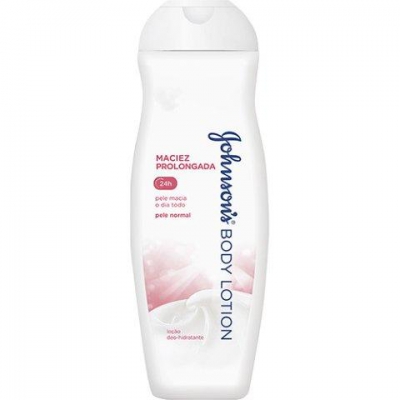 MACIEZ
PROLONGADA
24h
pele macia
o dia todo
pele normal
Johnson's BODY LOTION
loção
deo-hidratante